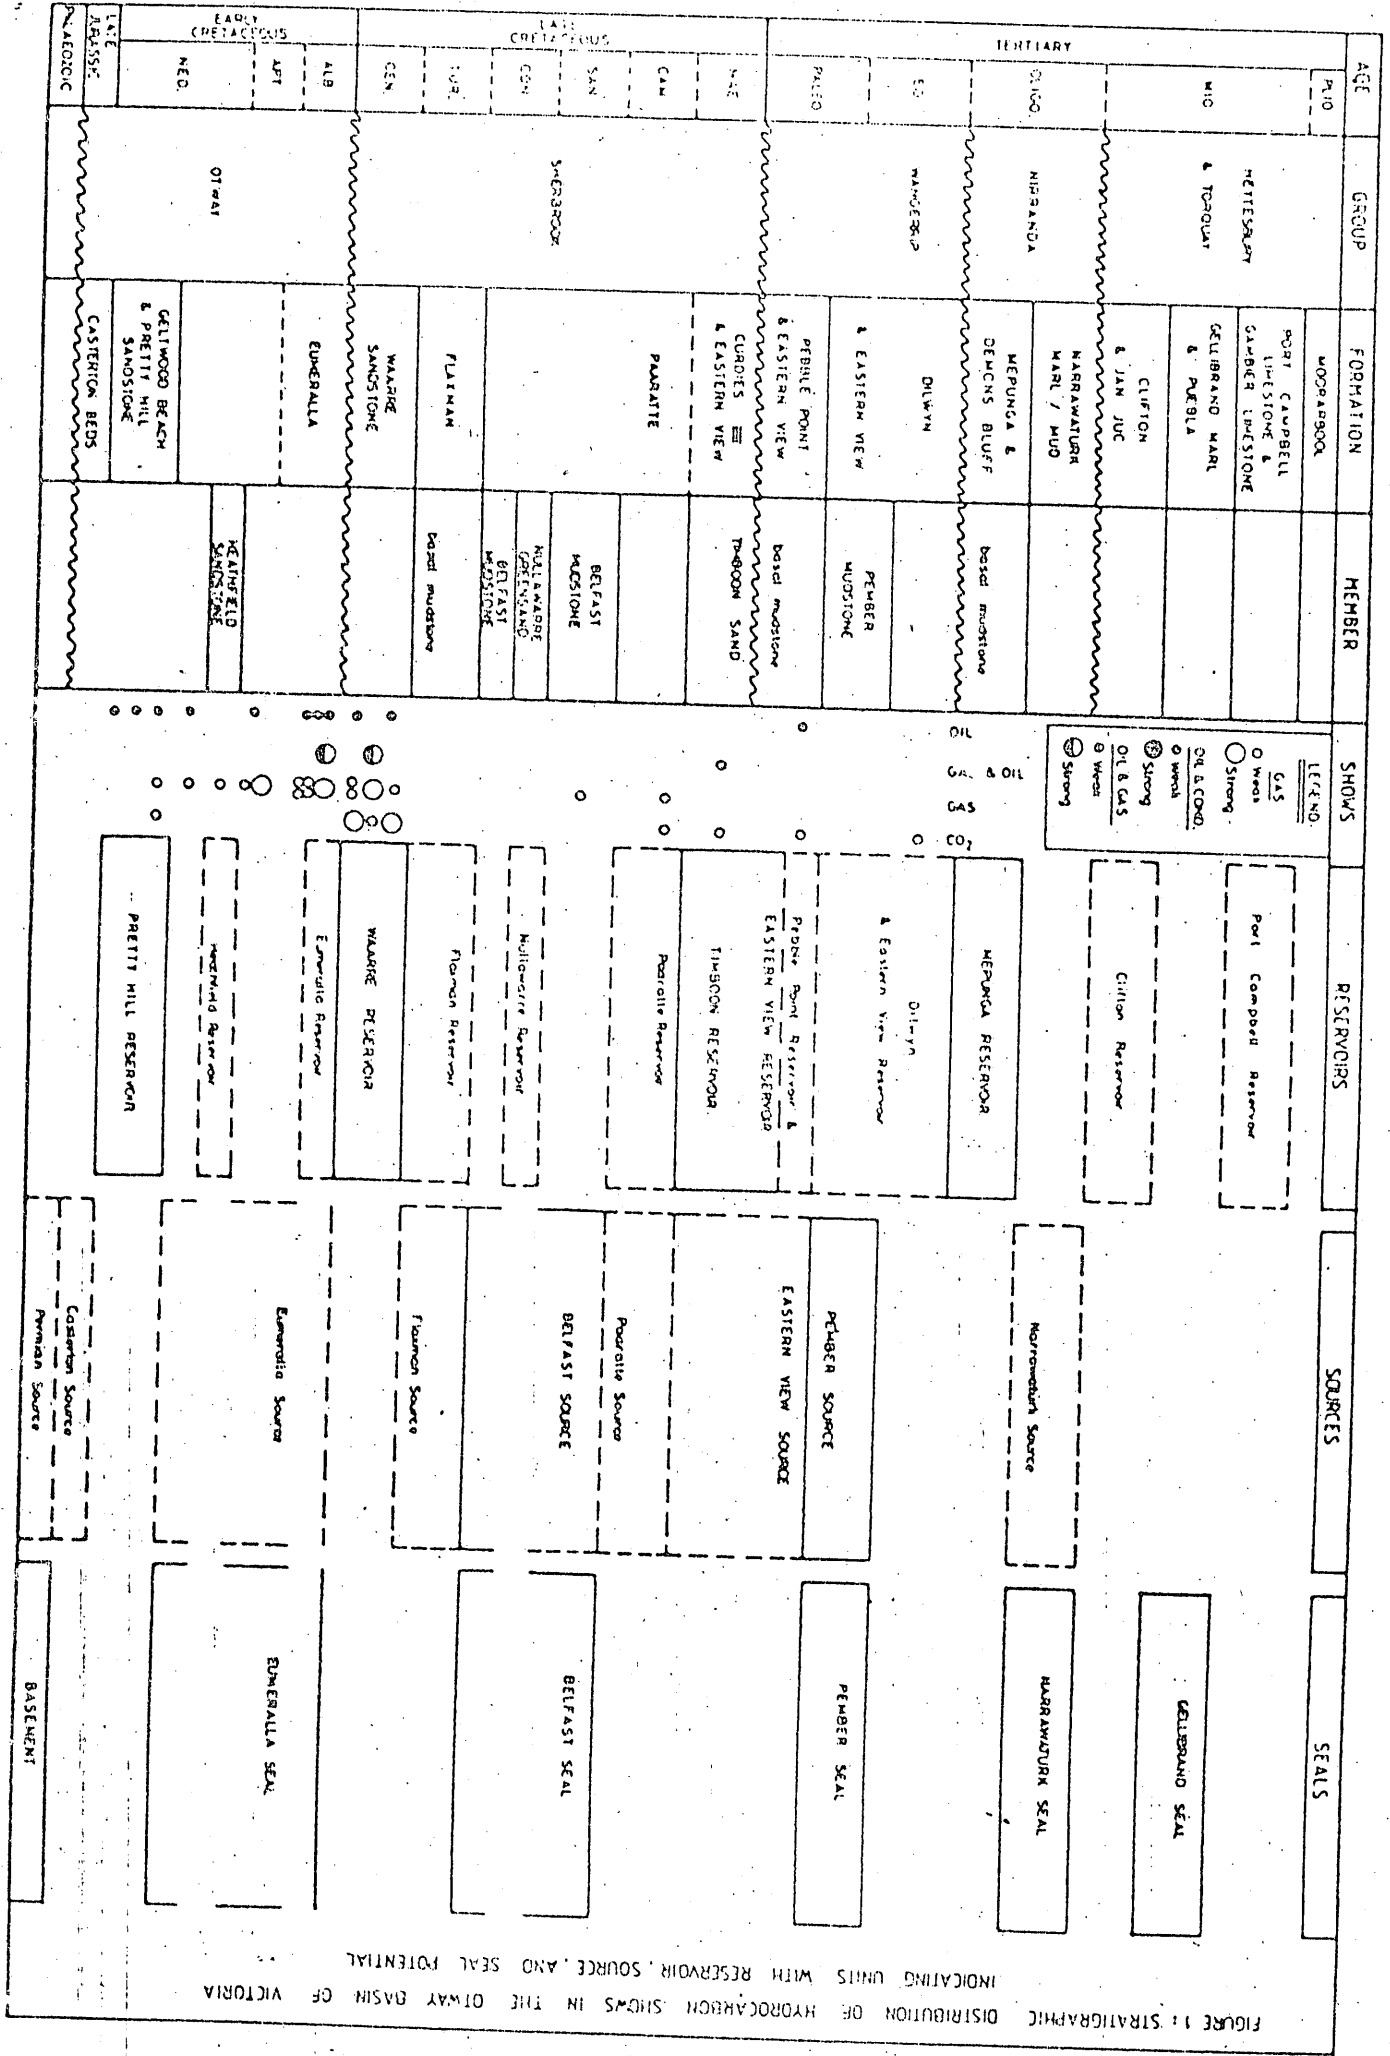 AGE
GROUP
FORMATION
MEMBER
SHOWS
RESERVOIRS
SOURCES
SEALS
TERTIARY
PLIO
MIO
OLIGO
PALEO
LATE
CRETACEOUS
CAM
SAN
CEN
EARLY
CRETACEOUS
ALB
APT
NEO
LATE
JURASSIC
PALAEOZOIC
& TORQUAY
NIRRANDA
WANGERRIP
SHERBROOK
OTWAY
PORT CAMPBELL
LIMESTONE &
GAMBIER LIMESTONE
GELLIBRAND MARL
& PUEBLA
CLIFTON
& JAN JUC
NARRAWATURK
MARL / MUD
MEPUNGA &
DEMONS BLUFF
DILWYN
& EASTERN VIEW
PEBBLE POINT
& EASTERN VIEW
CURDIES
& EASTERN VIEW
PAARATTE
FLAXMAN
WAARRE
SANDSTONE
EUMERALLA
GELTWOOD BEACH
& PRETTY HILL
SANDSTONE
CASTERTON BEDS
basal mudstone
PEMBER
MUDSTONE
basal mudstone
TIMBOON SAND
BELFAST
MUDSTONE
NULLAWARRE
GREENSAND
BELFAST
MUDSTONE
basal mudstone
HEATHFIELD
SANDSTONE
LEGEND
GAS
Weak
Strong
OIL & COND.
Weak
Strong
OIL & GAS
Weak
Strong
OIL
& OIL
GAS
CO2
Port Campbell Reservoir
Clifton Reservoir
MEPUNGA RESERVOIR
Dilwyn
& Eastern View Reservoir
Pebble Point Reservoir &
EASTERN VIEW RESERVOIR
TIMBOON RESERVOIR
Paaratte Reservoir
Nullawarre Reservoir
Flaxman Reservoir
WAARRE RESERVOIR
Eumeralla Reservoir
Heathfield Reservoir
PRETTY HILL RESERVOIR
Narrawaturk Source
PEMBER SOURCE
EASTERN VIEW SOURCE
Paaratte Source
BELFAST SOURCE
Flaxman Source
Eumeralla Source
Casterton Source
Permian Source
GELLIBRAND SEAL
NARRAWATURK SEAL
PEMBER SEAL
BELFAST SEAL
EUMERALLA SEAL
BASEMENT
FIGURE 1: STRATIGRAPHIC DISTRIBUTION OF HYDROCARBON SHOWS IN THE OTWAY BASIN OF VICTORIA
INDICATING UNITS WITH RESERVOIR, SOURCE, AND SEAL POTENTIAL